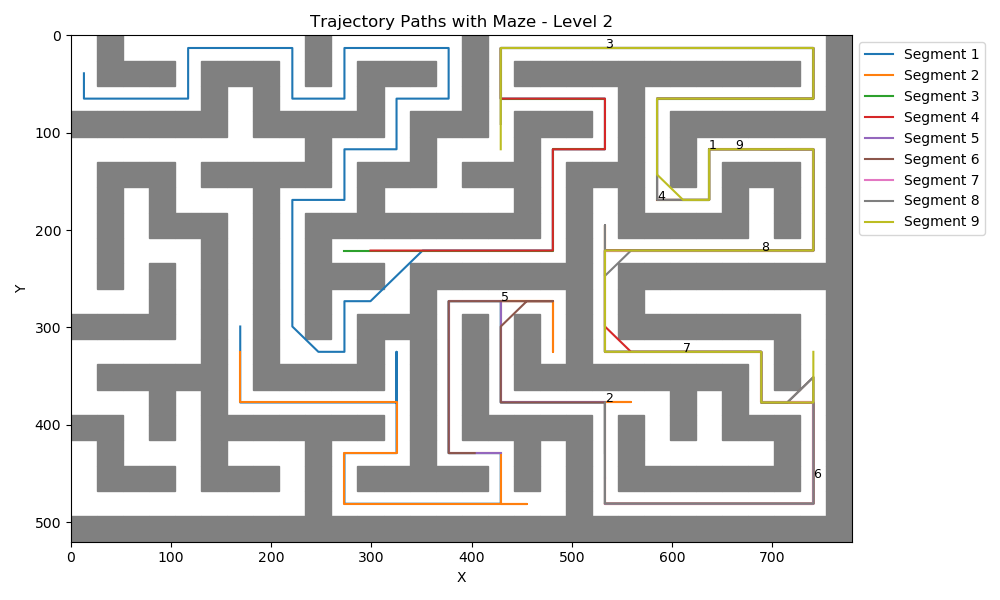 Trajectory Paths with Maze - Level 2
0
100
200
300
400
500
Y
0
100
200
300
400
500
600
700
X
3
1
9
4
8
5
7
2
6
Segment 1
Segment 2
Segment 3
Segment 4
Segment 5
Segment 6
Segment 7
Segment 8
Segment 9